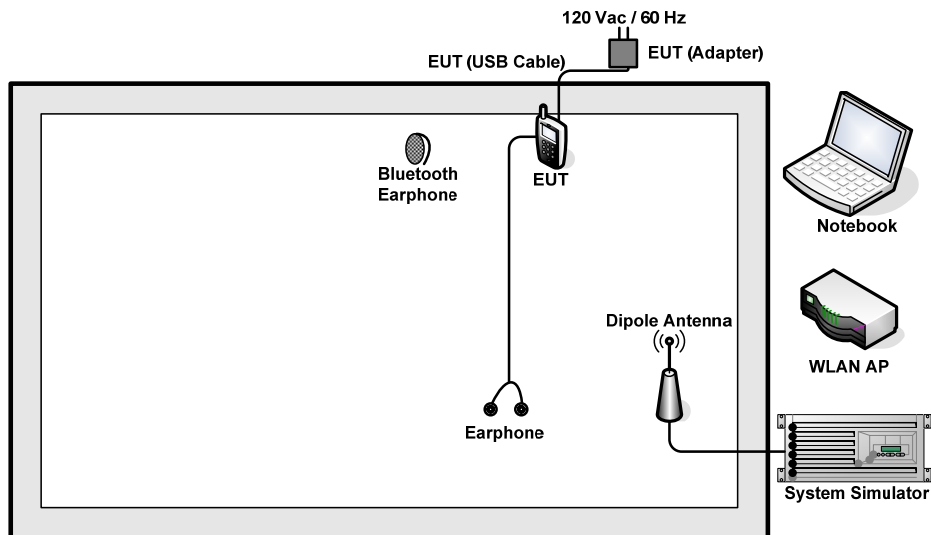 120 Vac / 60 Hz
EUT (USB Cable)
EUT (Adapter)
Bluetooth
Earphone
EUT
Notebook
Dipole Antenna
WLAN AP
Earphone
System Simulator